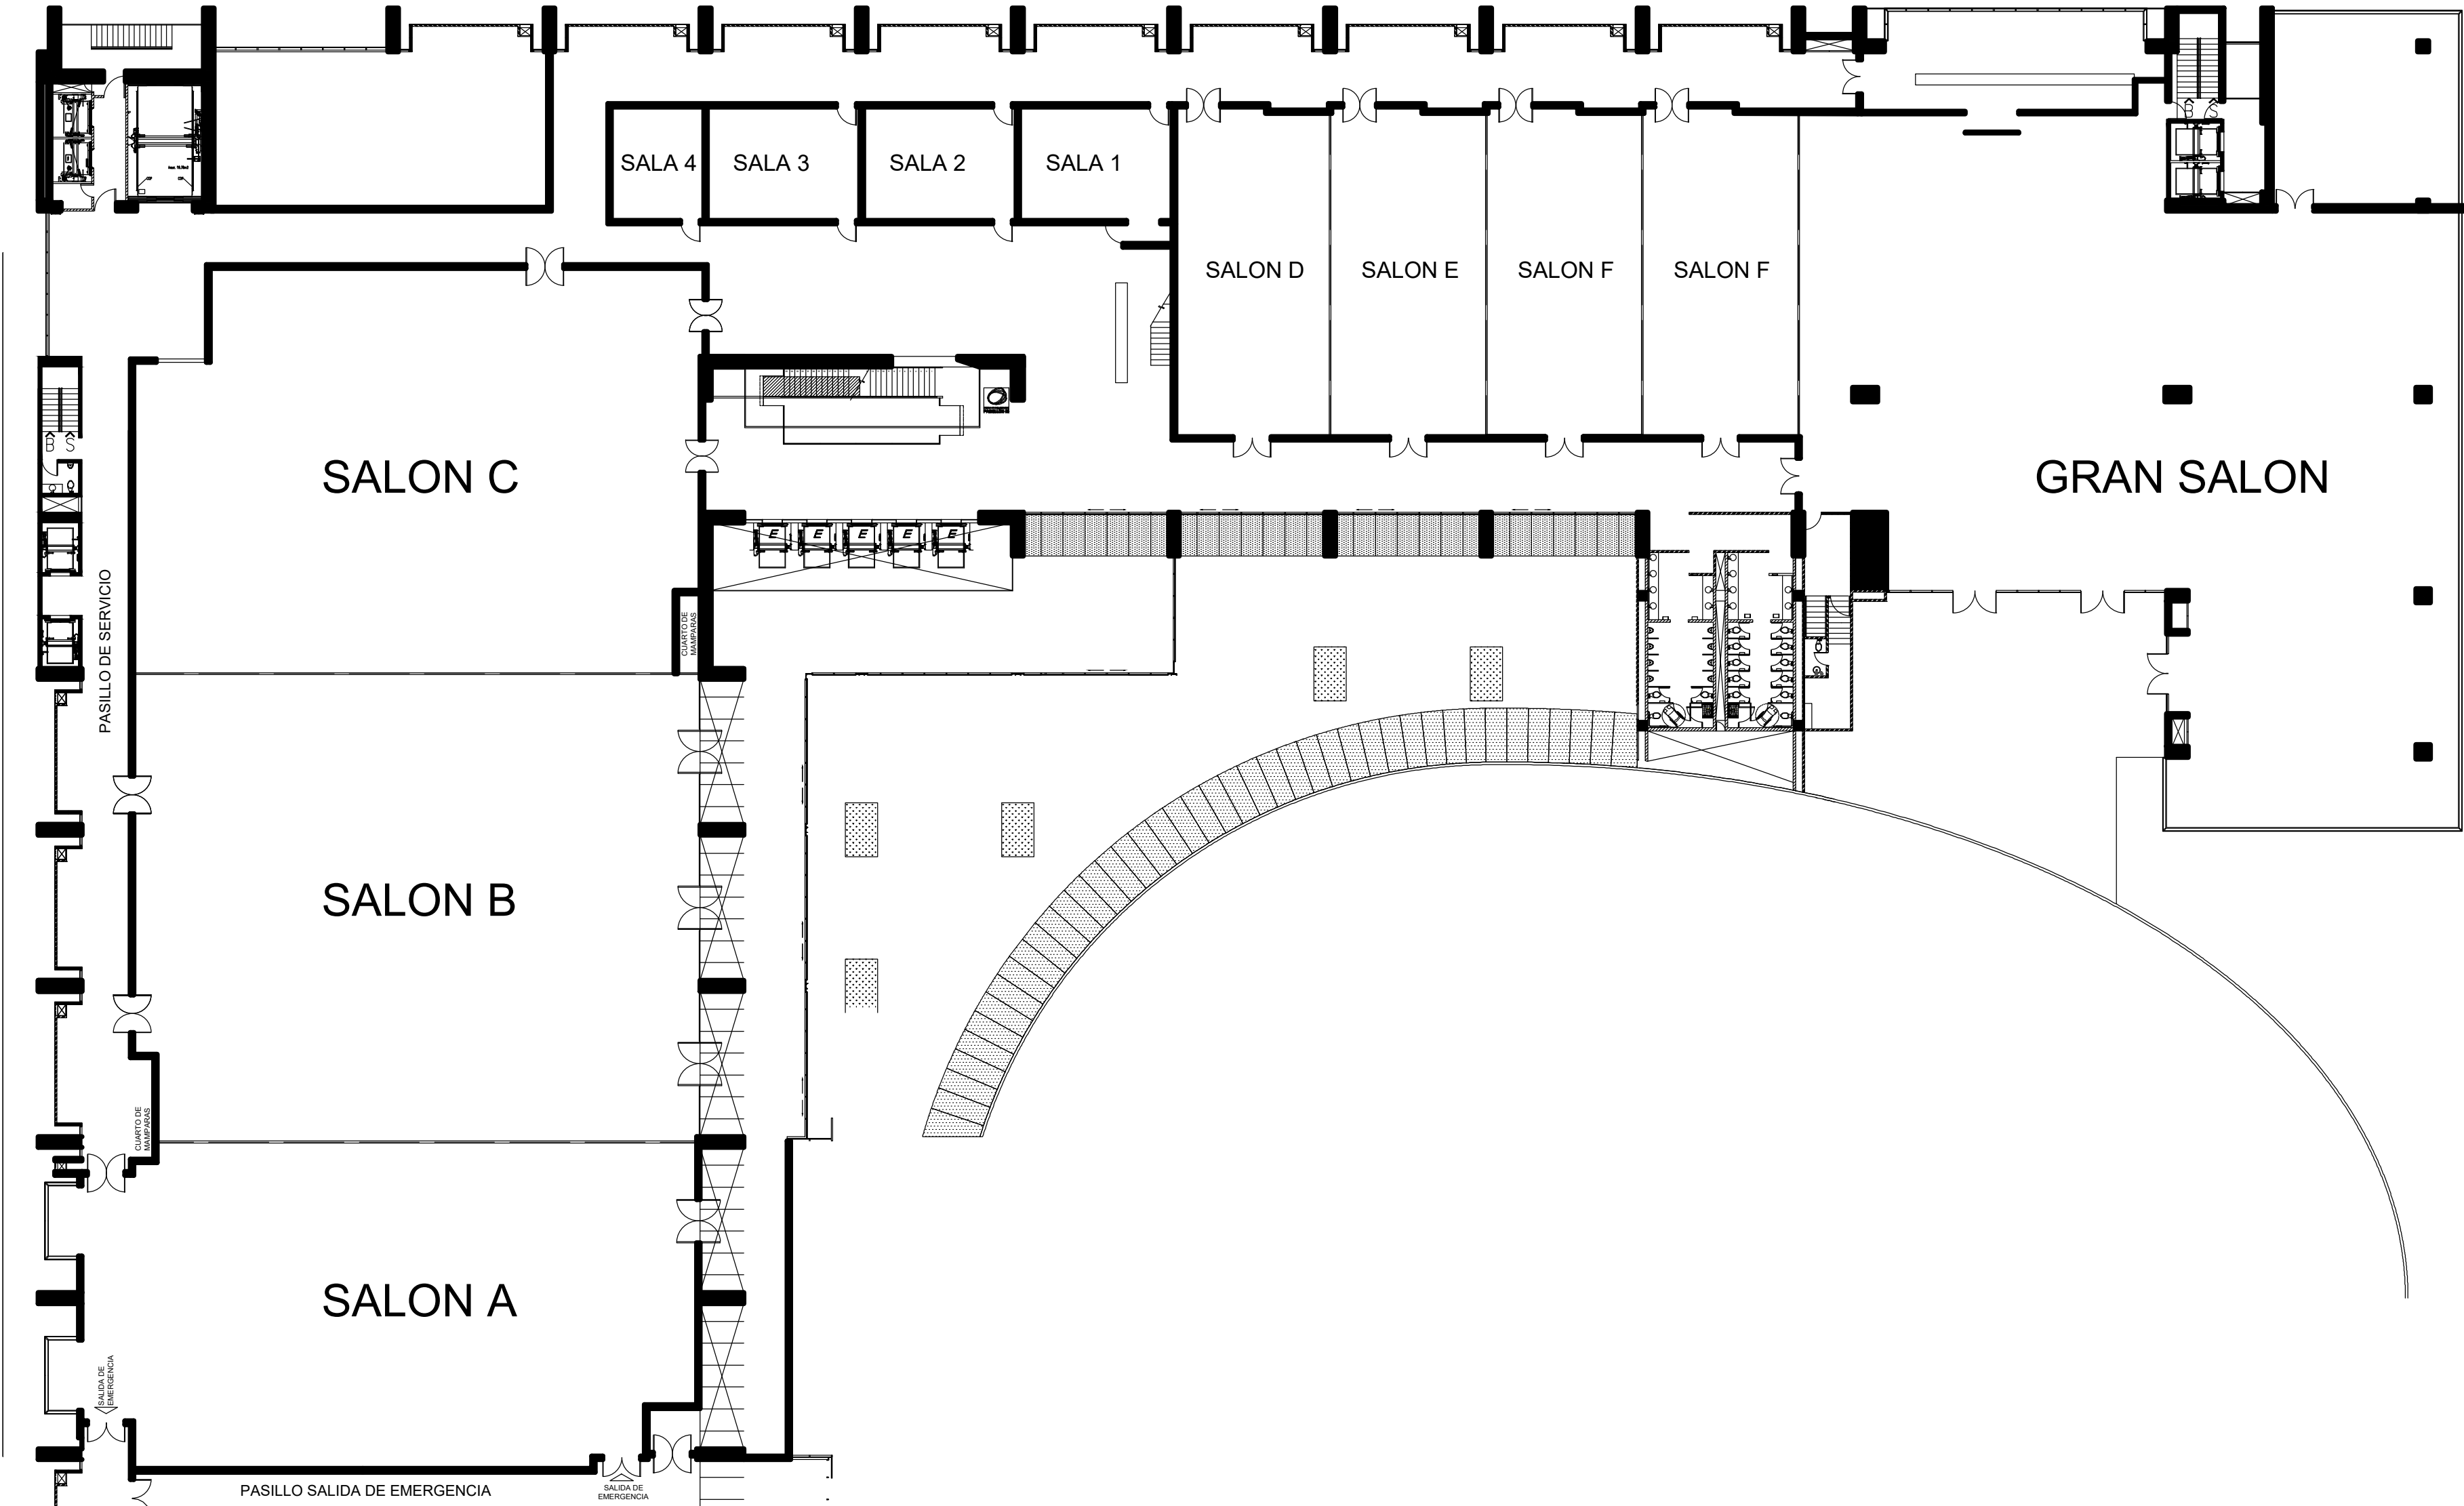 B S
SALA 4
SALA 3
SALA 2
SALA 1
SALON D
SALON E
SALON F
SALON F
B S
SALON C
GRAN SALON
E
E
E
E
E
PASILLO DE SERVICIO
CUARTO DE
MAMPARAS
SALON B
CUARTO DE
MAMPARAS
SALON A
SALIDA DE
EMERGENCIA
PASILLO SALIDA DE EMERGENCIA
SALIDA DE
EMERGENCIA